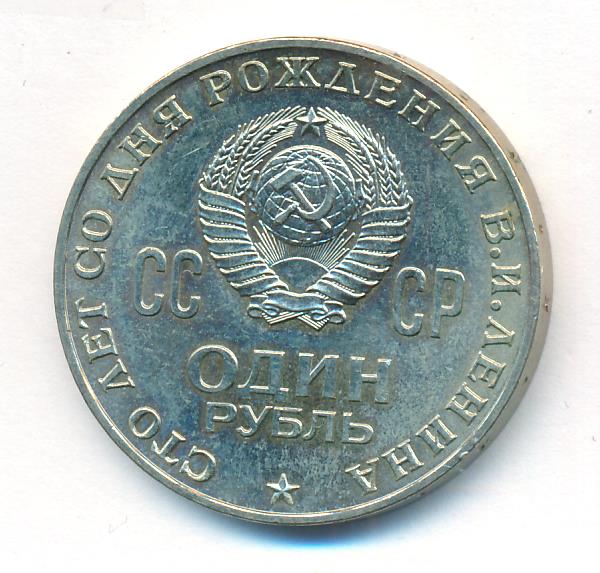 СТО ЛЕТ СО ДНЯ РОЖДЕНИЯ В.И.ЛЕНИНА
СС СР
ОДИН
РУБЛЬ